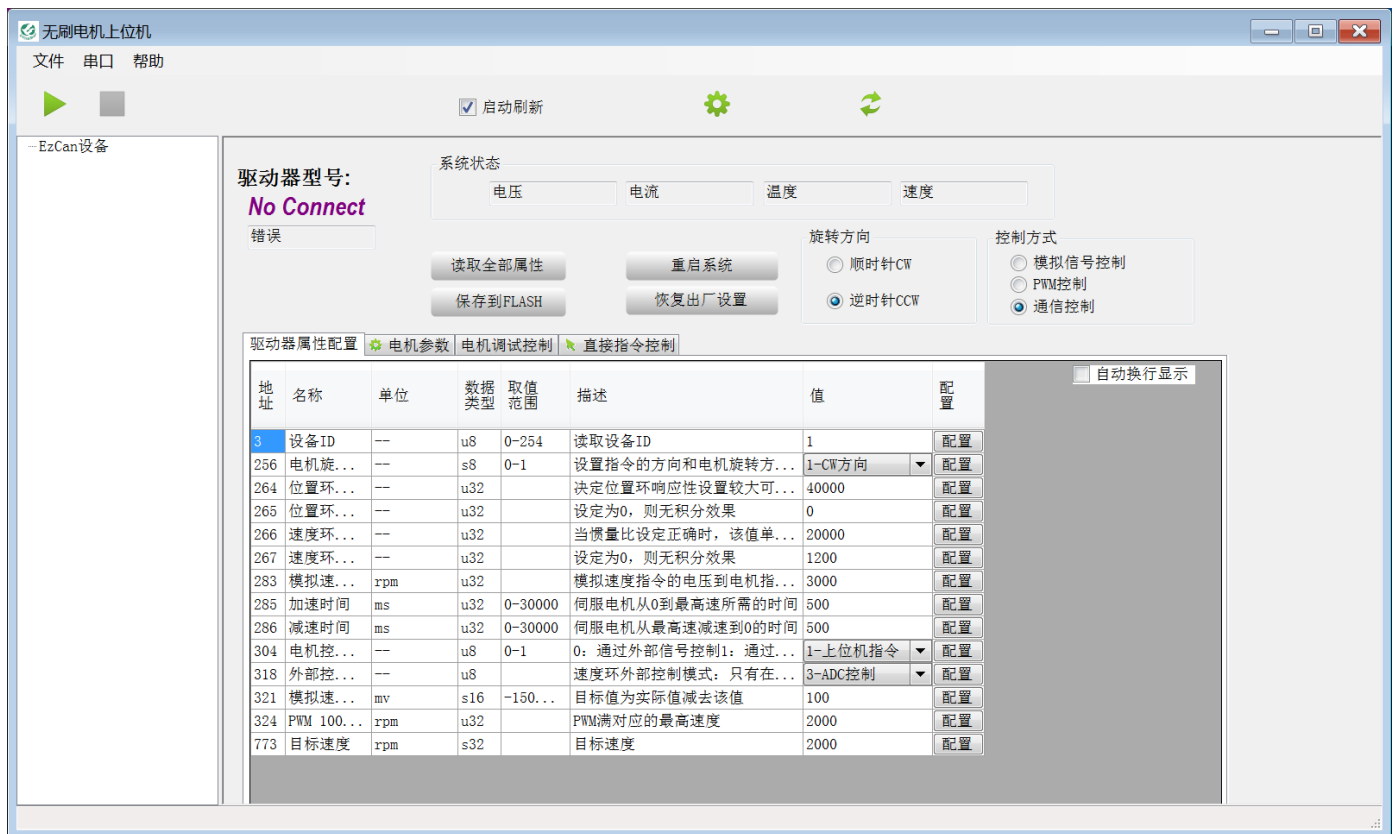 无刷电机上位机
文件 串口 帮助
启动刷新
EzCan设备
驱动器型号:
No Connect
错误
系统状态
电压 电流 温度 速度
读取全部属性 重启系统
保存到FLASH 恢复出厂设置
旋转方向
顺时针CW
逆时针CCW
控制方式
模拟信号控制
PWM控制
通信控制
驱动器属性配置 电机参数 电机调试控制 直接指令控制
自动换行显示
地址 名称 单位 数据类型 取值范围 描述 值 配置
3 设备ID -- u8 0-254 读取设备ID 1 配置
256 电机旋... -- s8 0-1 设置指令的方向和电机旋转方... 1-CW方向 配置
264 位置环... -- u32 决定位置环响应性设置较大可... 40000 配置
265 位置环... -- u32 设定为0，则无积分效果 0 配置
266 速度环... -- u32 当惯量比设定正确时，该值单... 20000 配置
267 速度环... -- u32 设定为0，则无积分效果 1200 配置
283 模拟速... rpm u32 模拟速度指令的电压到电机指... 3000 配置
285 加速时间 ms u32 0-30000 伺服电机从0到最高速所需的时间 500 配置
286 减速时间 ms u32 0-30000 伺服电机从最高速减速到0的时间 500 配置
304 电机控... -- u8 0-1 0：通过外部信号控制1：通过... 1-上位机指令 配置
318 外部控... -- u8 速度环外部控制模式：只有在... 3-ADC控制 配置
321 模拟速... mv s16 -150... 目标值为实际值减去该值 100 配置
324 PWM 100... rpm u32 PWM满对应的最高速度 2000 配置
773 目标速度 rpm s32 目标速度 2000 配置